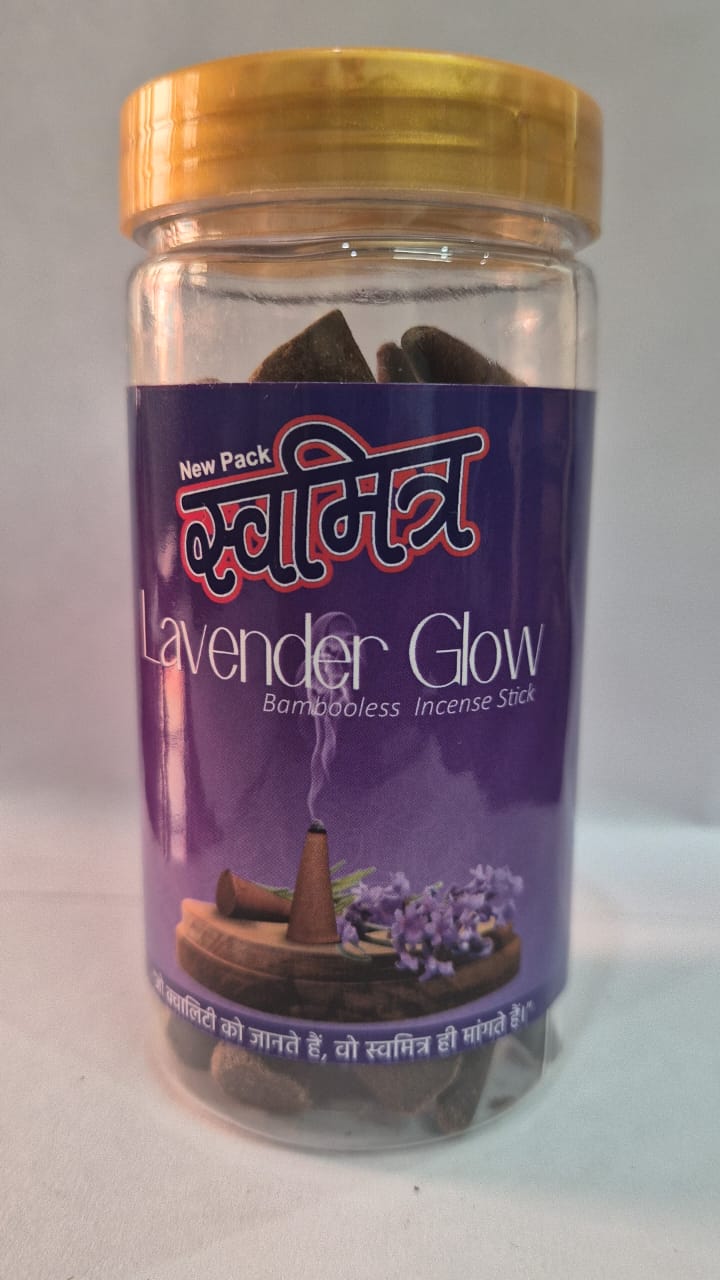 New Pack
स्वमित्र
Lavender Glow
Bambooless Incense Stick
"जो क्वालिटी को जानते हैं, वो स्वमित्र ही मांगते हैं।"